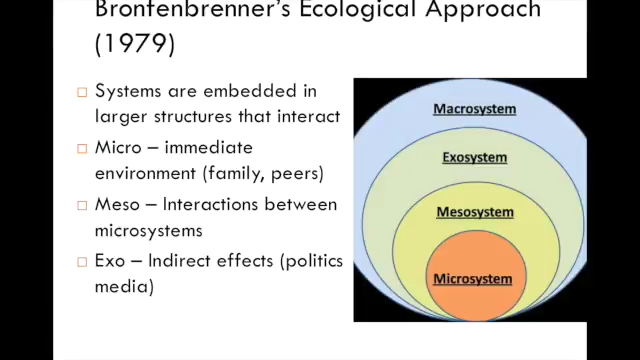 Bronfenbrenner's Ecological Approach
(1979)
Systems are embedded in
larger structures that interact
Micro – immediate
environment (family, peers)
Meso – Interactions between
microsystems
Exo – Indirect effects (politics
media)
Macrosystem
Exosystem
Mesosystem
Microsystem